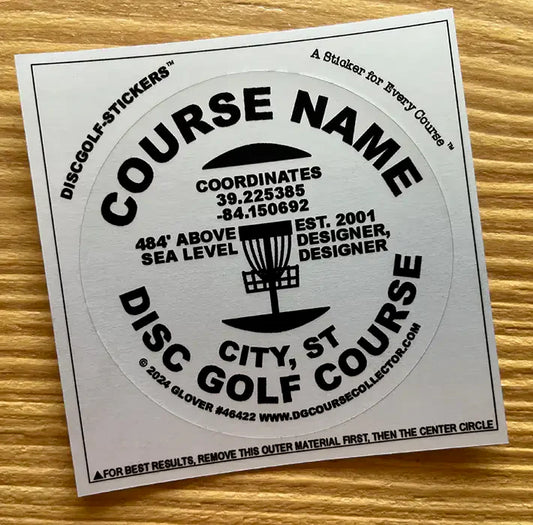 DISCGOLF-STICKERS™
A Sticker for Every Course ™
COURSE NAME
COORDINATES
39.225385
-84.150692
484' ABOVE
SEA LEVEL
EST. 2001
DESIGNER,
DESIGNER
CITY, ST
DISC GOLF COURSE
© 2024 GLOVER #46422 WWW.DGCOURSECOLLECTOR.COM
▲FOR BEST RESULTS, REMOVE THIS OUTER MATERIAL FIRST, THEN THE CENTER CIRCLE